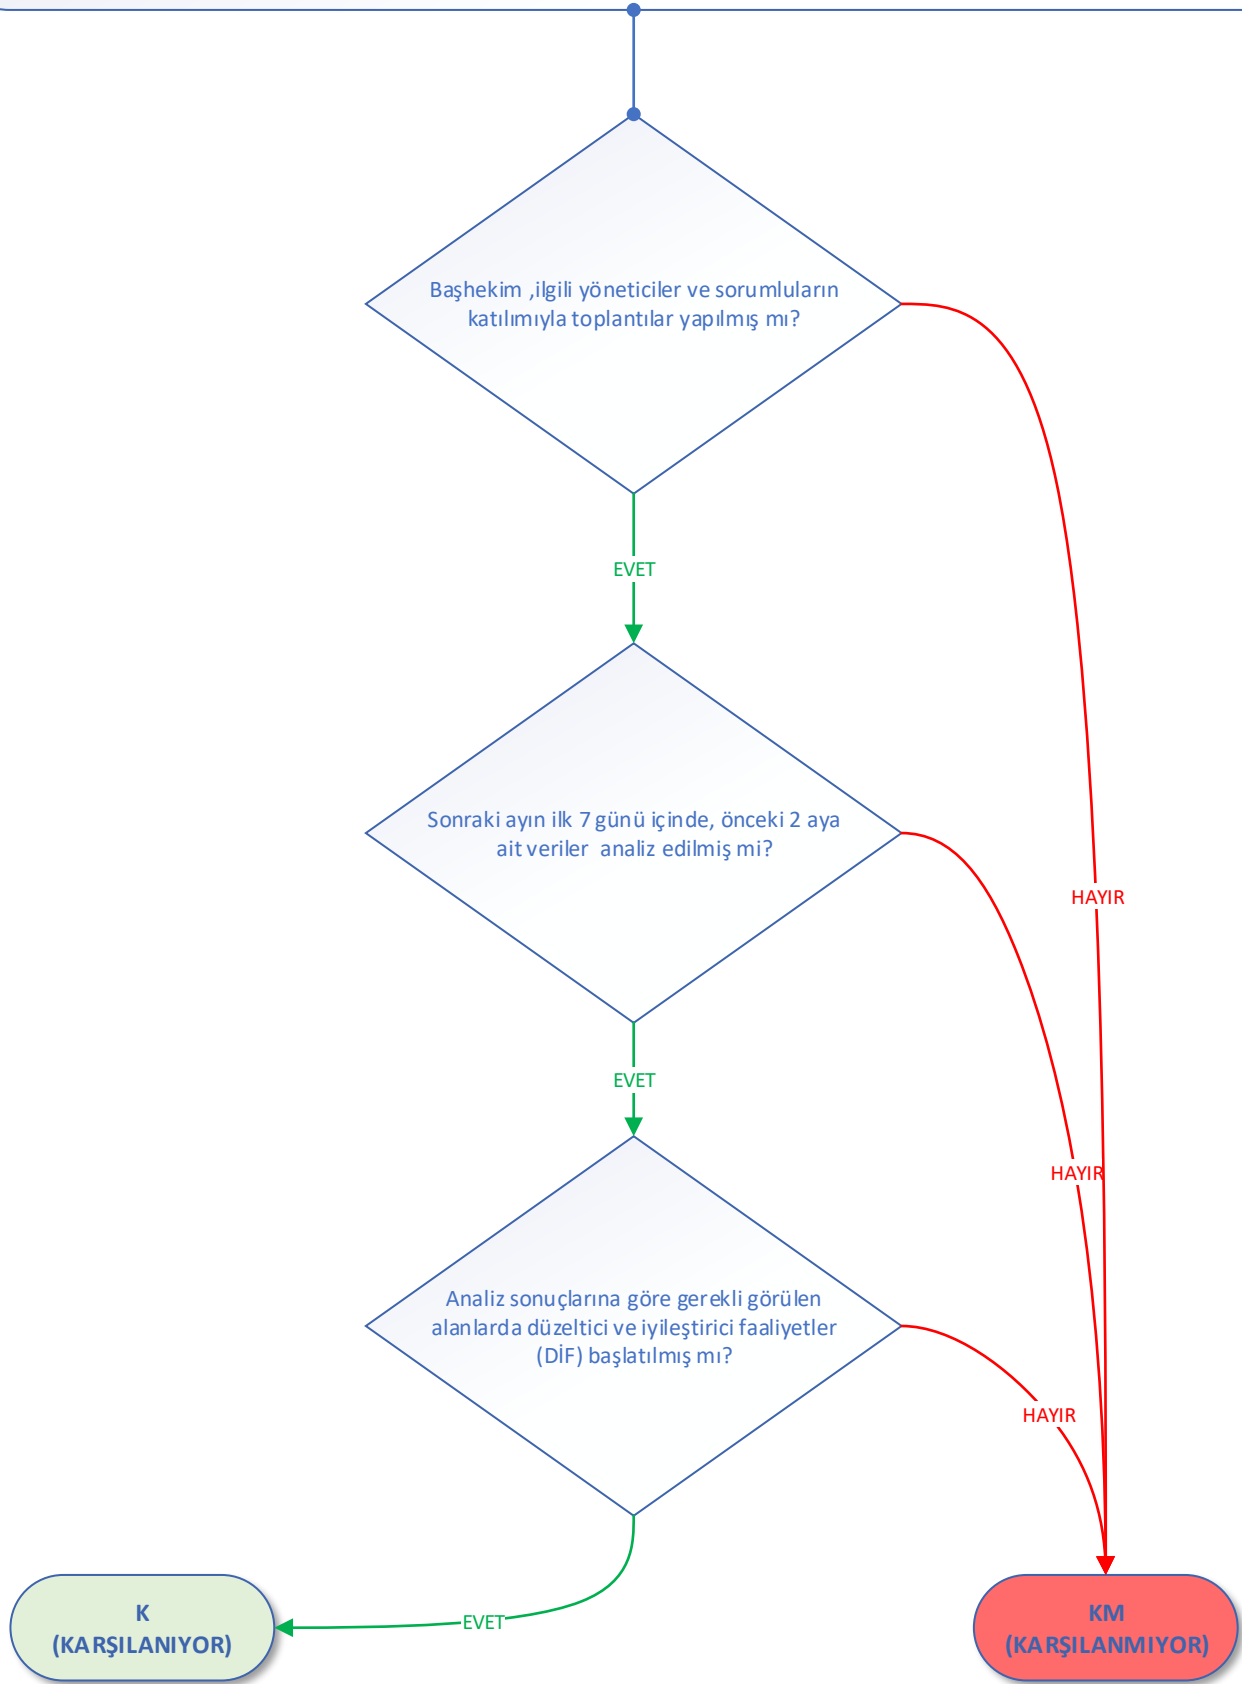 Başhekim ,ilgili yöneticiler ve sorumluların
katılımıyla toplantılar yapılmış mı?
EVET
Sonraki ayın ilk 7 günü içinde, önceki 2 aya
ait veriler  analiz edilmiş mi?
HAYIR
EVET
HAYIR
Analiz sonuçlarına göre gerekli görülen
alanlarda düzeltici ve iyileştirici faaliyetler
(DİF) başlatılmış mı?
HAYIR
EVET
K
(KARŞILANIYOR)
KM
(KARŞILANMIYOR)